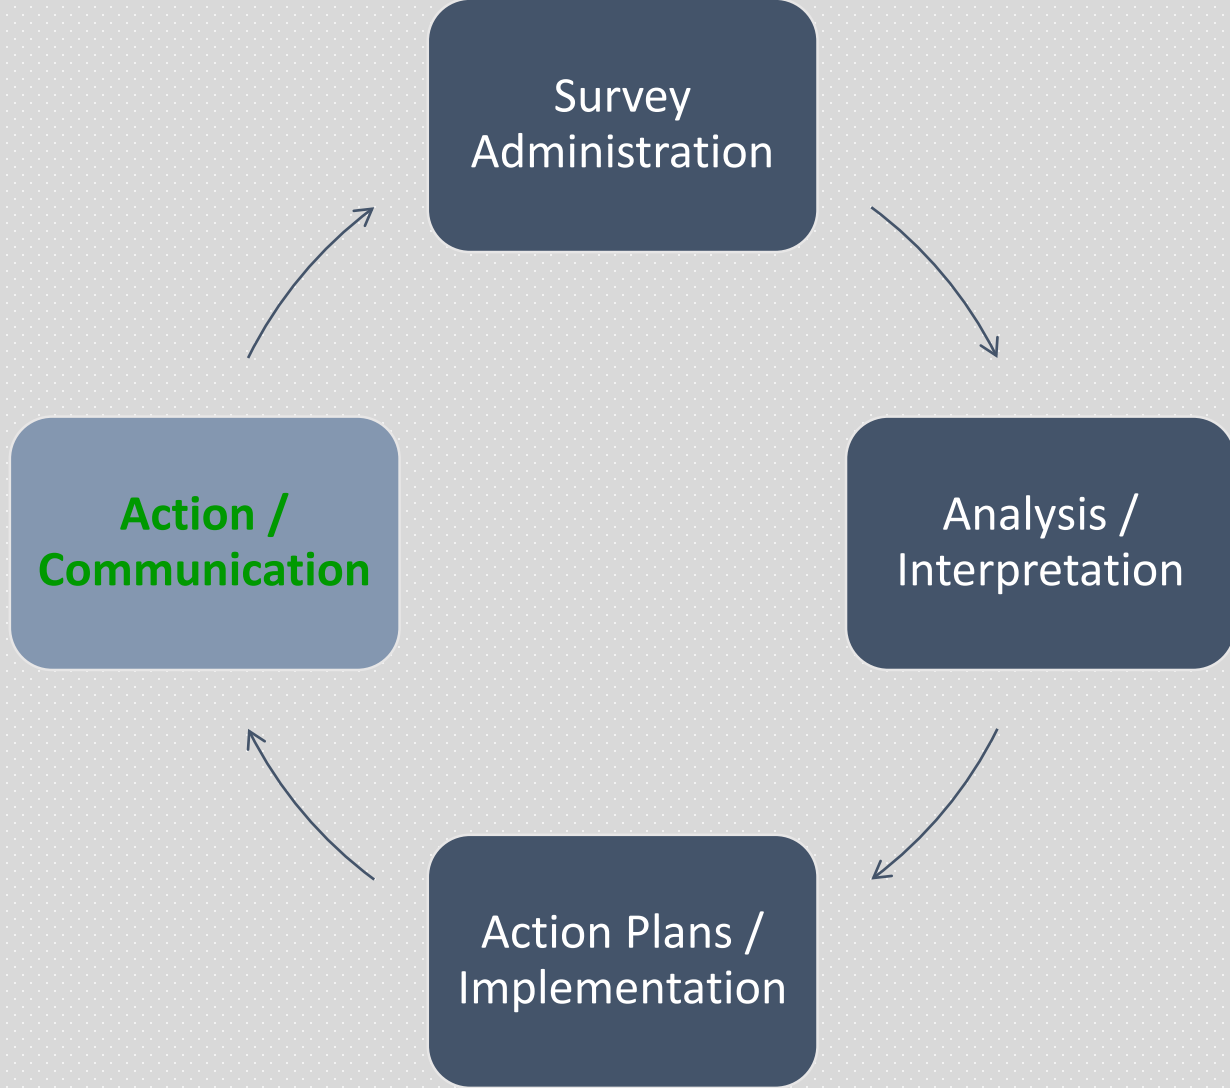 Survey
Administration
Analysis /
Interpretation
Action Plans /
Implementation
Action /
Communication